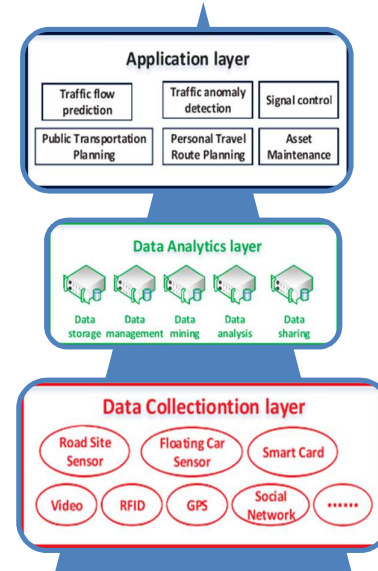 Application layer
Traffic flow
prediction
Traffic anomaly
detection
Signal control
Public Transportation
Planning
Personal Travel
Route Planning
Asset
Maintenance
Data Analytics layer
Data
storage
Data
management
Data
mining
Data
analysis
Data
sharing
Data Collectiontion layer
Road Site
Sensor
Floating Car
Sensor
Smart Card
Video
RFID
GPS
Social
Network
······